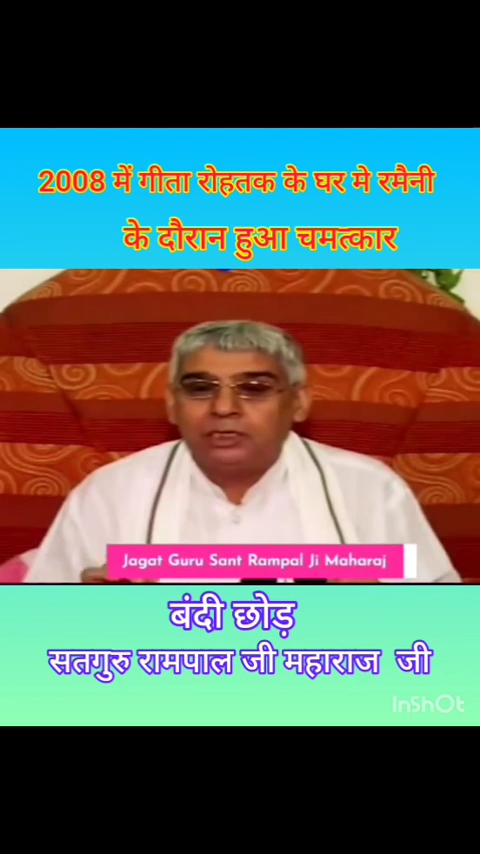 2008 में गीता रोहतक के घर मे रमैनी
के दौरान हुआ चमत्कार
Jagat Guru Sant Rampal Ji Maharaj
बंदी छोड़
सतगुरु रामपाल जी महाराज जी
InShOt